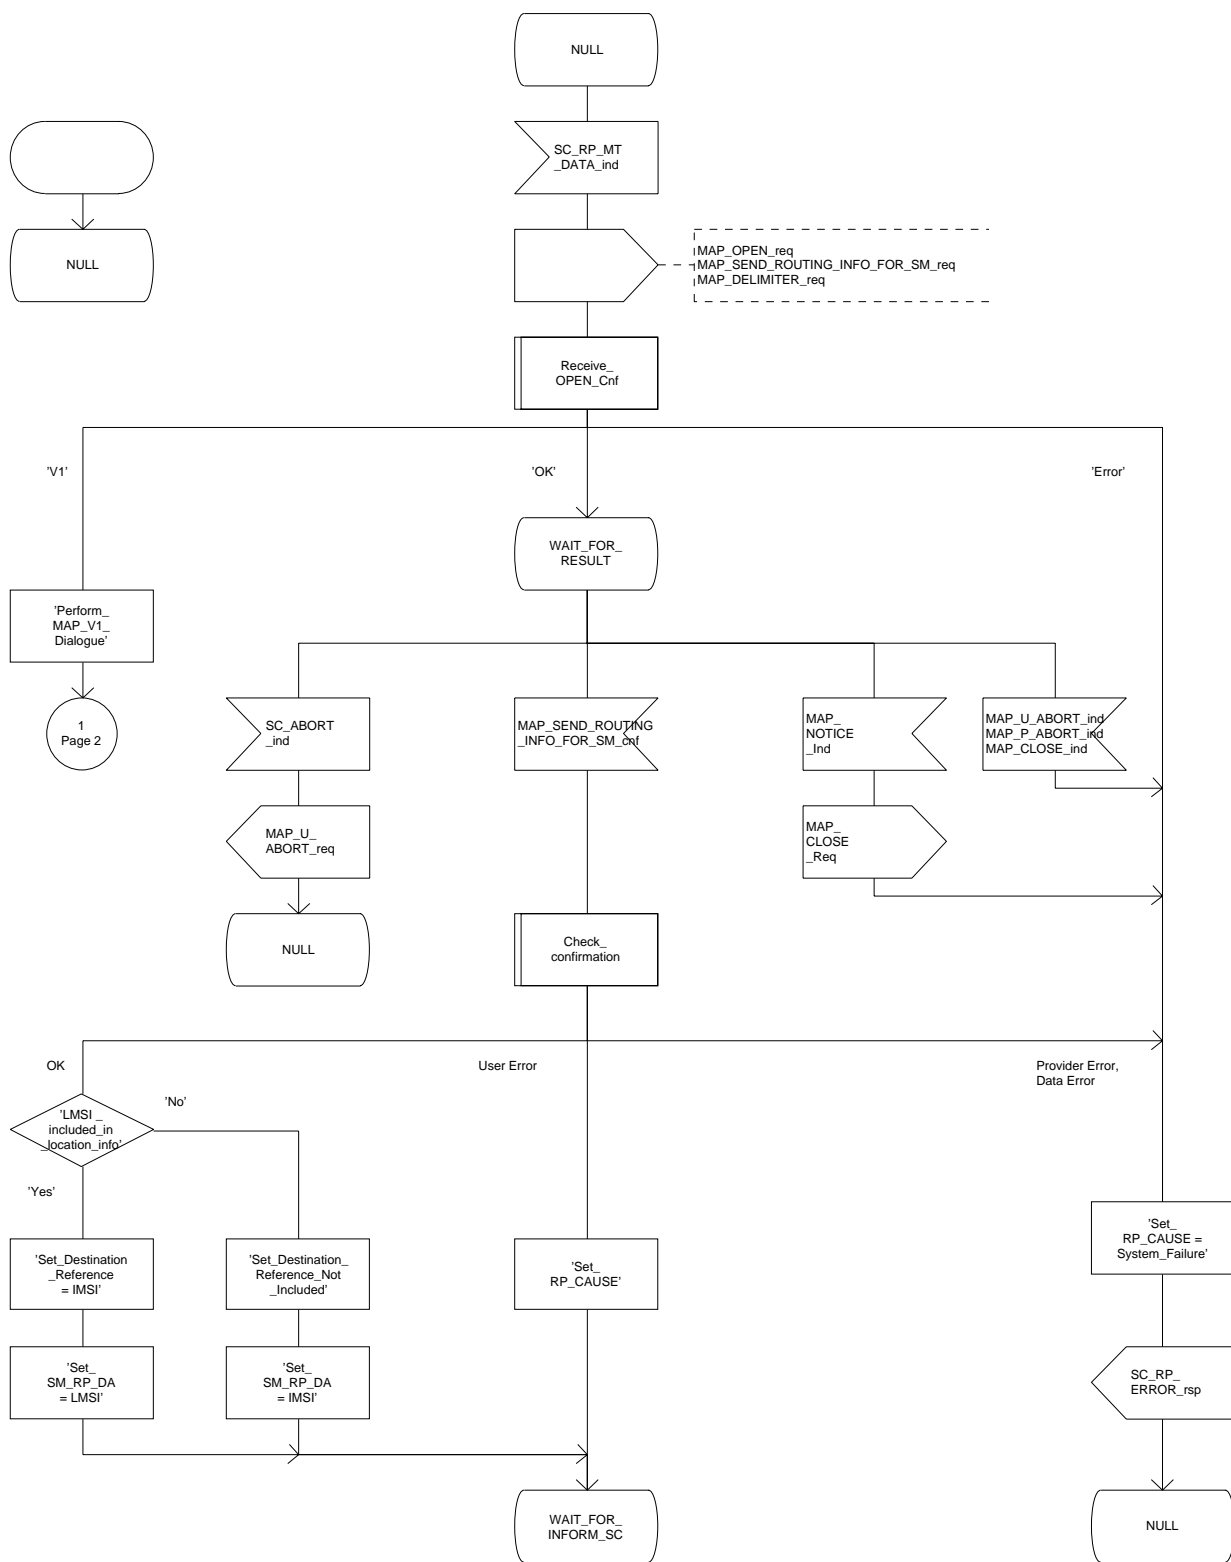 NULL
SC_RP_MT
_DATA_ind
NULL
MAP_OPEN_req
MAP_SEND_ROUTING_INFO_FOR_SM_req
MAP_DELIMITER_req
Receive_
OPEN_Cnf
'V1'
'OK'
'Error'
WAIT_FOR_
RESULT
'Perform_
MAP_V1_
Dialogue'
1
Page 2
SC_ABORT
_ind
MAP_SEND_ROUTING
_INFO_FOR_SM_cnf
MAP_
NOTICE
_Ind
MAP_U_ABORT_ind
MAP_P_ABORT_ind
MAP_CLOSE_ind
MAP_U_
ABORT_req
MAP_
CLOSE
_Req
NULL
Check_
confirmation
OK
User Error
Provider Error,
Data Error
'LMSI_
included_in
_location_info'
'No'
'Yes'
'Set_Destination
_Reference
= IMSI'
'Set_Destination_
Reference_Not
_Included'
'Set_
RP_CAUSE'
'Set_
RP_CAUSE =
System_Failure'
'Set_
SM_RP_DA
= LMSI'
'Set_
SM_RP_DA
= IMSI'
SC_RP_
ERROR_rsp
WAIT_FOR_
INFORM_SC
NULL